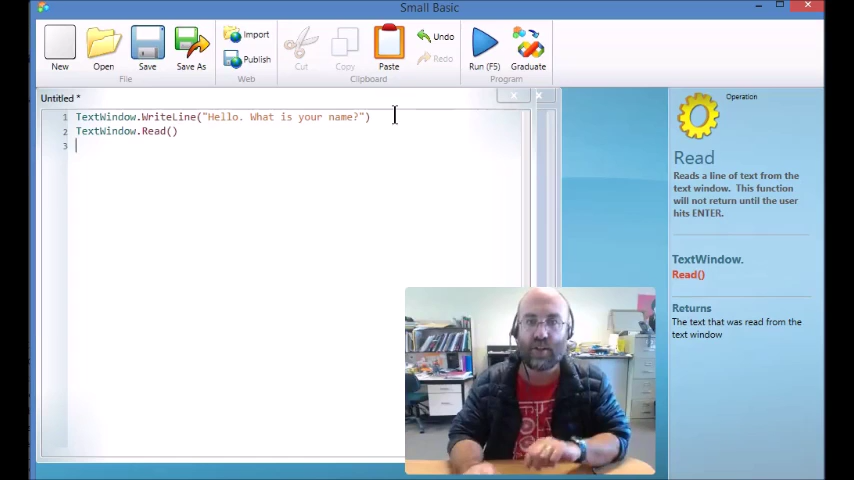 Small Basic
New
Open
Save
Save As
Import
Publish
Cut
Copy
Paste
Undo
Redo
Run (F5)
Graduate
File
Web
Clipboard
Program
Untitled *
1 TextWindow.WriteLine("Hello. What is your name?")
2 TextWindow.Read()
3
Operation
Read
Reads a line of text from the
text window. This function
will not return until the user
hits ENTER.
TextWindow.
Read()
Returns
The text that was read from the
text window